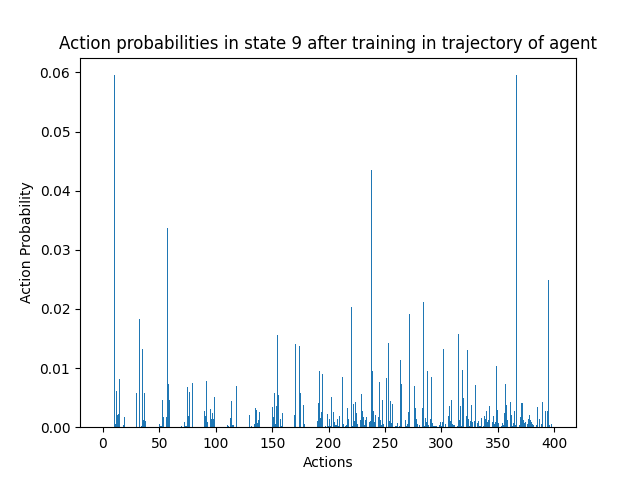 Action probabilities in state 9 after training in trajectory of agent
0.06
0.05
0.04
0.03
0.02
0.01
0.00
Action Probability
0 50 100 150 200 250 300 350 400
Actions